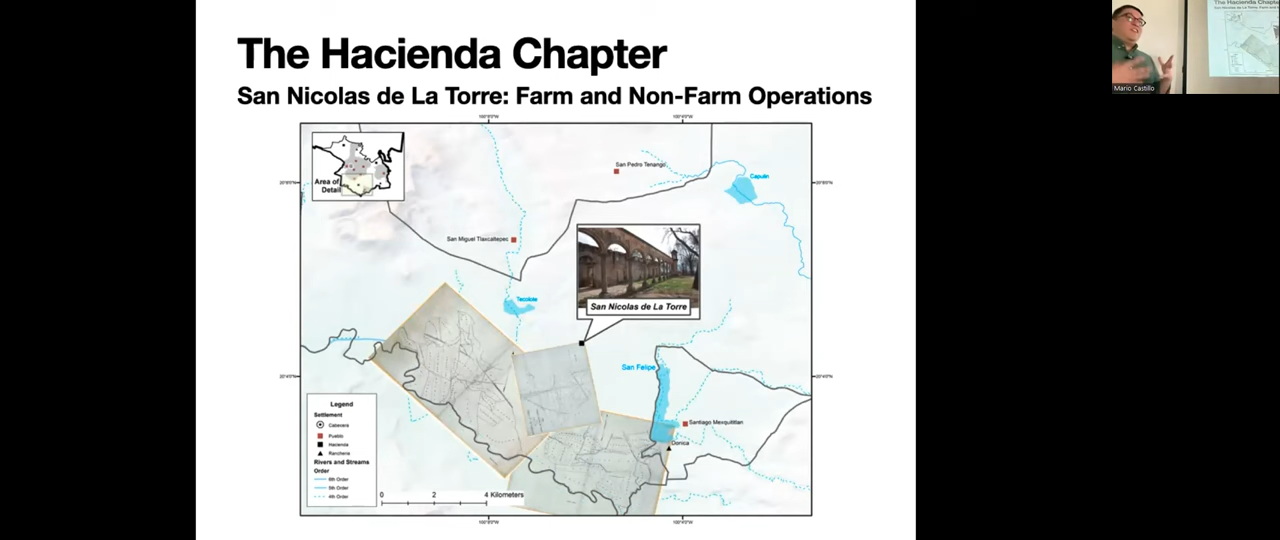 The Hacienda Chapter
San Nicolas de La Torre: Farm and Non-Farm Operations
Area of
Detail
San Pedro Tenango
Capulin
San Miguel Tlaxcaltepec
San Nicolas de La Torre
Tecolote
San Felipe
Santiago Mexquititlan
Donica
Legend
Settlement
Cabecera
Pueblo
Hacienda
Rancheria
Rivers and Streams
Order
6th Order
5th Order
4th Order
0 2 4 Kilometers
Mario Castillo